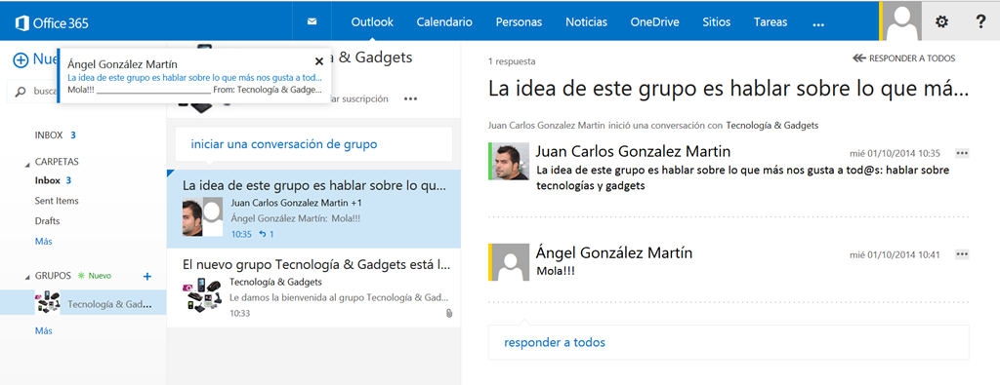 Office 365
Outlook Calendario Personas Noticias OneDrive Sitios Tareas ... ?
Nue
busca
Ángel González Martín
La idea de este grupo es hablar sobre lo que más nos gusta a tod...
Mola!!! ____________________________ From: Tecnología & Gadge...
INBOX 3
CARPETAS
Inbox 3
Sent Items
Drafts
Más
GRUPOS Nuevo +
Tecnología & Gad...
Más
a & Gadgets
lar suscripción ...
iniciar una conversación de grupo
La idea de este grupo es hablar sobre lo qu...
Juan Carlos Gonzalez Martin +1
Ángel González Martín: Mola!!!
10:35 1
El nuevo grupo Tecnología & Gadgets está l...
Tecnología & Gadgets
Le damos la bienvenida al grupo Tecnología & Gad...
10:33
1 respuesta
RESPONDER A TODOS
La idea de este grupo es hablar sobre lo que má...
Juan Carlos Gonzalez Martin inició una conversación con Tecnología & Gadgets
Juan Carlos Gonzalez Martin mié 01/10/2014 10:35 ...
La idea de este grupo es hablar sobre lo que más nos gusta a tod@s: hablar sobre
tecnologías y gadgets
Ángel González Martín mié 01/10/2014 10:41 ...
Mola!!!
responder a todos